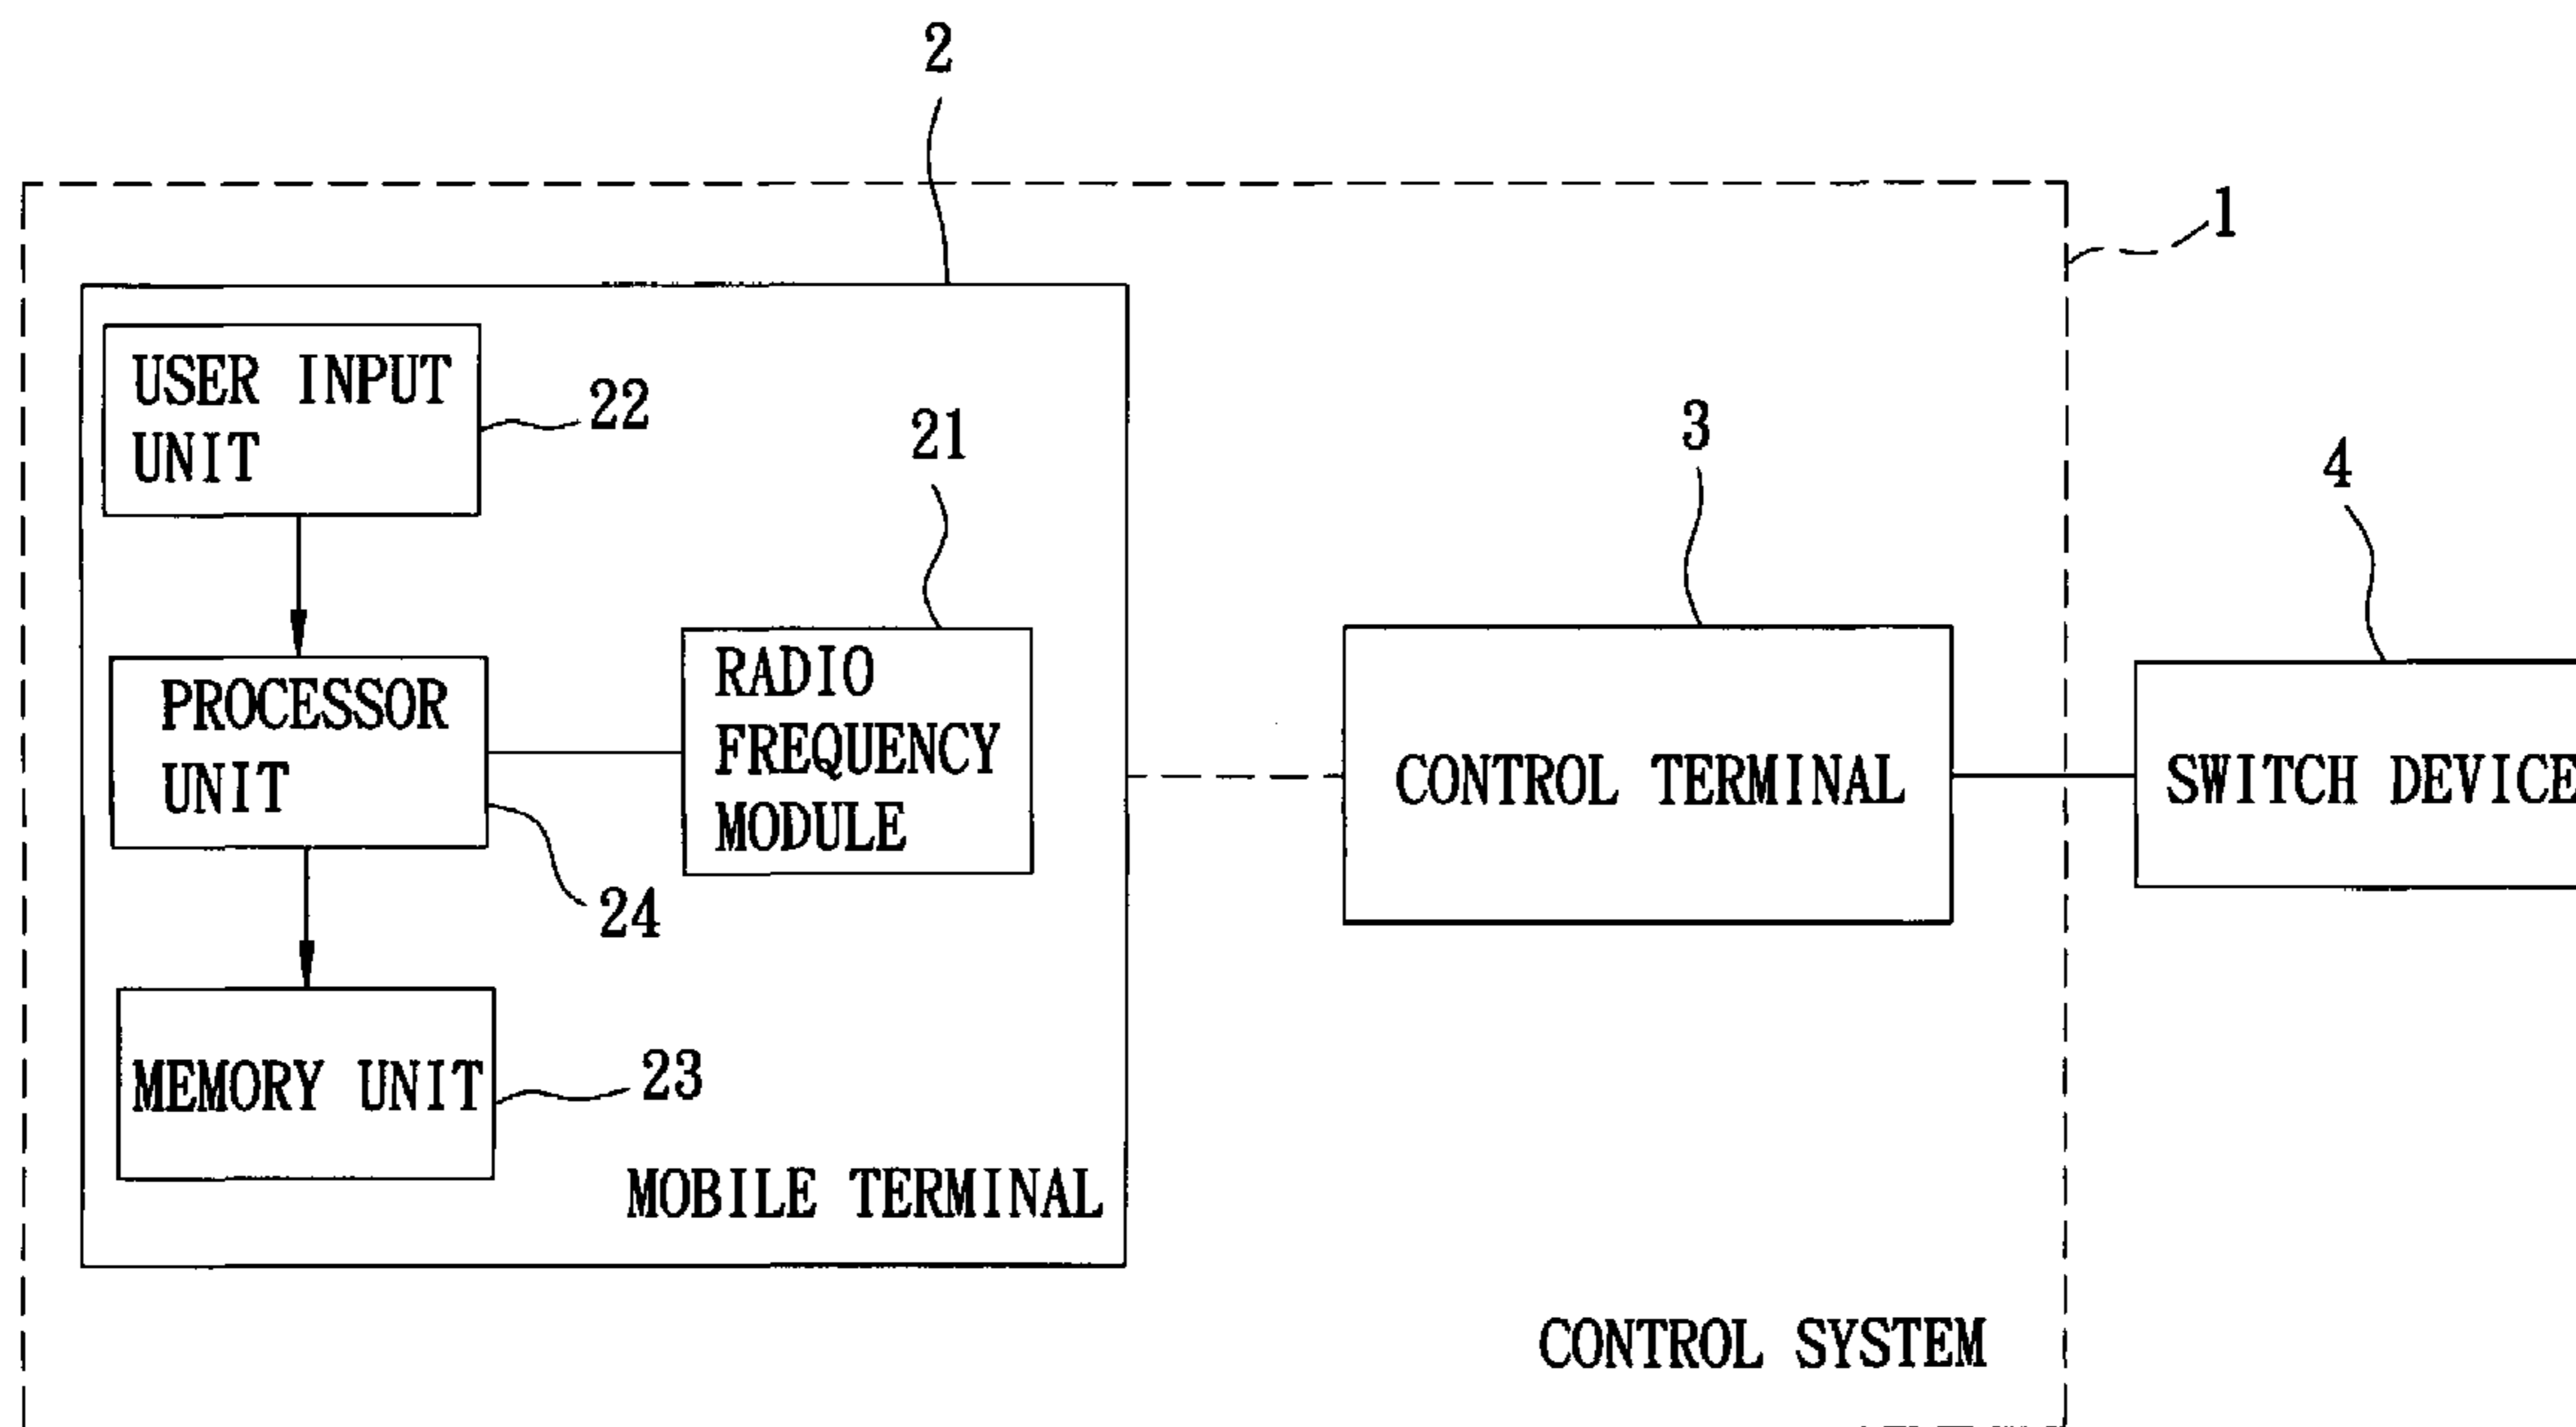 2
1
USER INPUT
UNIT
22
21
3
4
PROCESSOR
UNIT
24
RADIO
FREQUENCY
MODULE
CONTROL TERMINAL
SWITCH DEVICE
MEMORY UNIT
23
MOBILE TERMINAL
CONTROL SYSTEM